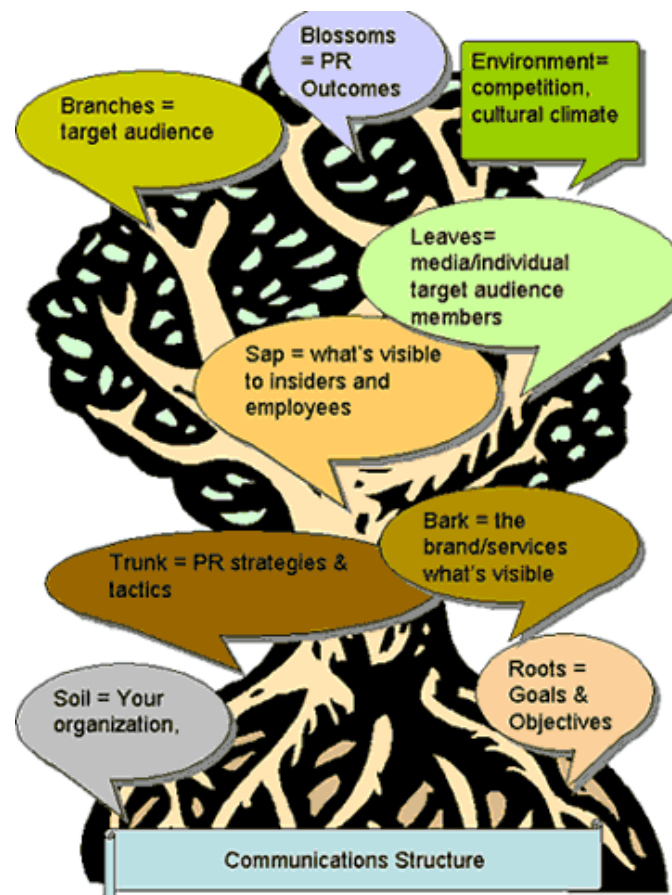 Blossoms
= PR
Outcomes
Environment=
competition,
cultural climate
Branches =
target audience
Leaves=
media/individual
target audience
members
Sap = what's visible
to insiders and
employees
Bark = the
brand/services
what's visible
Trunk = PR strategies &
tactics
Roots =
Goals &
Objectives
Soil = Your
organization,
Communications Structure